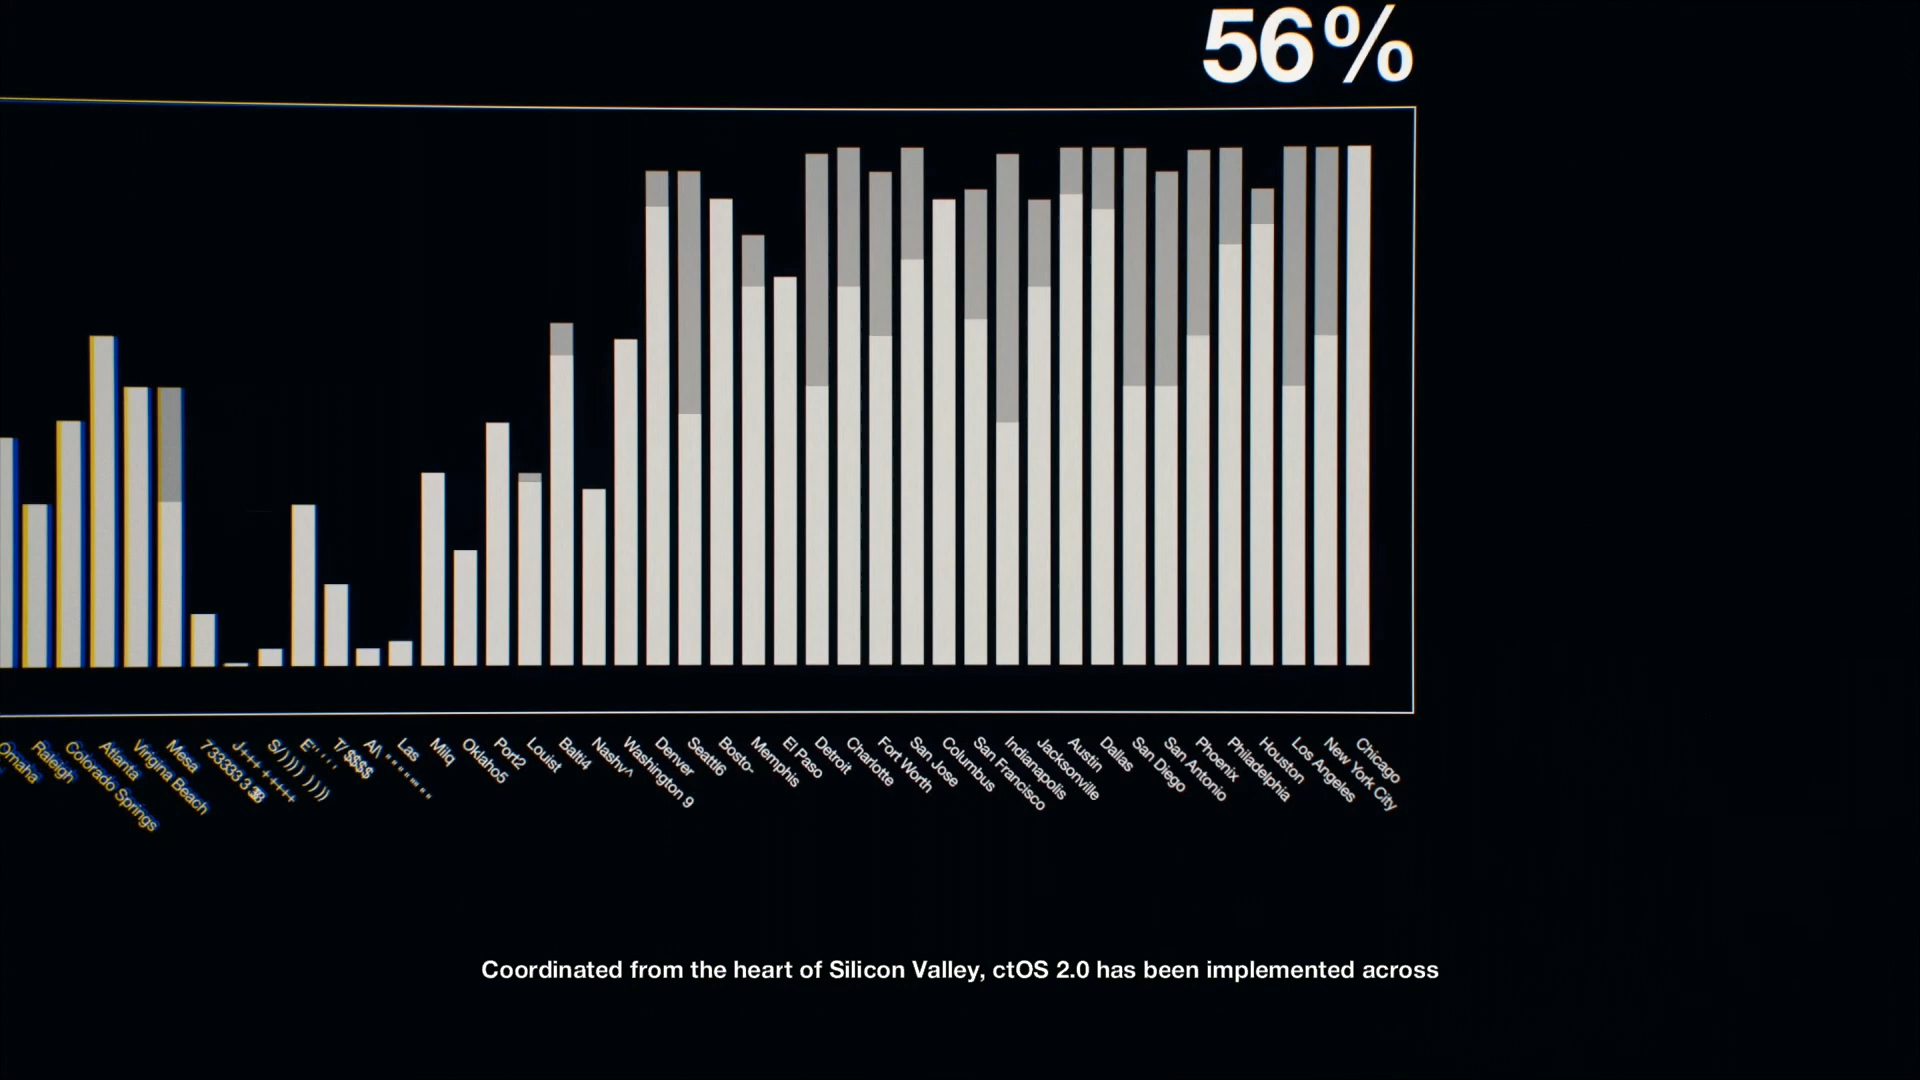 56%
Omaha
Raleigh
Colorado Springs
Atlanta
Virigina Beach
Mesa
Las
Milq
Oklaho5
Port2
Louist
Balti4
Nashv^
Washington 9
Denver
Seatt6
Bosto-
Memphis
El Paso
Detroit
Charlotte
Fort Worth
San Jose
Columbus
San Francisco
Indianapolis
Jacksonville
Austin
Dallas
San Diego
San Antonio
Phoenix
Philadelphia
Houston
Los Angeles
New York City
Chicago
Coordinated from the heart of Silicon Valley, ctOS 2.0 has been implemented across